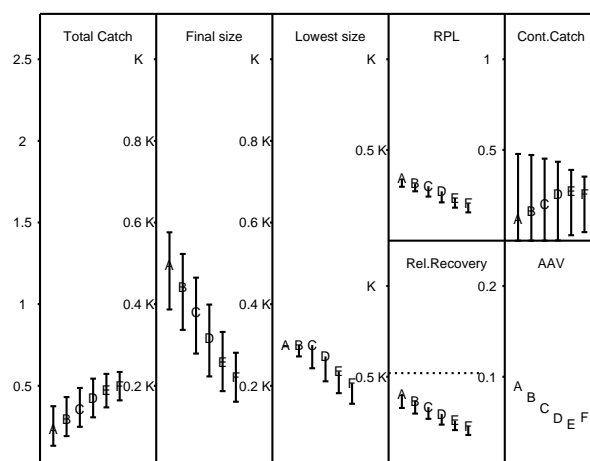 Total Catch Final size Lowest size RPL Cont.Catch
2.5 K K 1
2 0.8 K 0.8 K 0.5 K 0.5
1.5 0.6 K 0.6 K
Rel.Recovery AAV
1 0.4 K 0.4 K K 0.2
0.5 0.2 K 0.2 K 0.5 K 0.1
A B C D E F
A B C D E F
A B C D E F
A B C D E F
A B C D E F
A B C D E F
A B C D E F